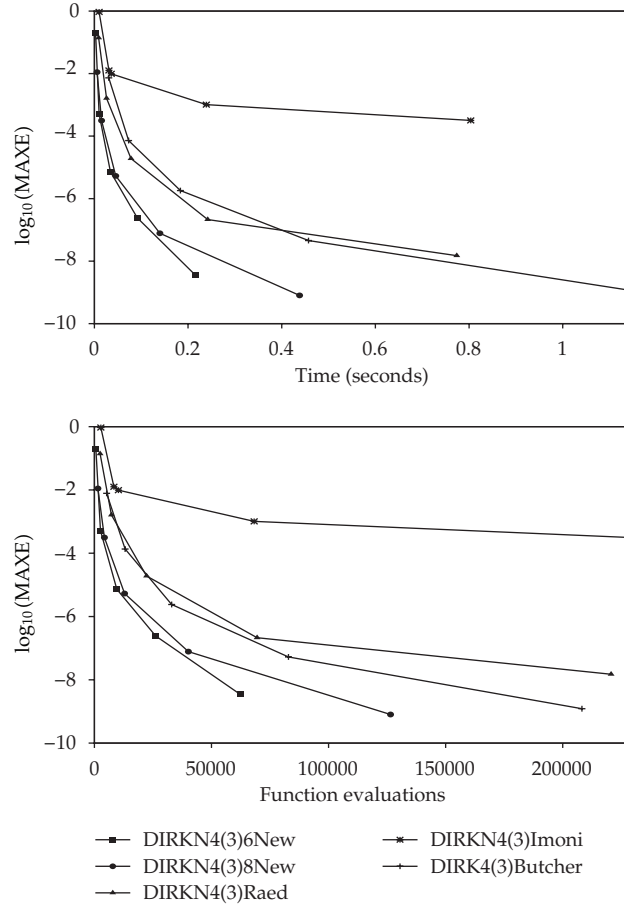 0
−2
−4
−6
−8
−10
log₁₀(MAXE)
0 0.2 0.4 0.6 0.8 1
Time (seconds)
0
−2
−4
−6
−8
−10
log₁₀(MAXE)
0 50000 100000 150000 200000
Function evaluations
DIRKN4(3)6New
DIRKN4(3)8New
DIRKN4(3)Raed
DIRKN4(3)Imoni
DIRK4(3)Butcher